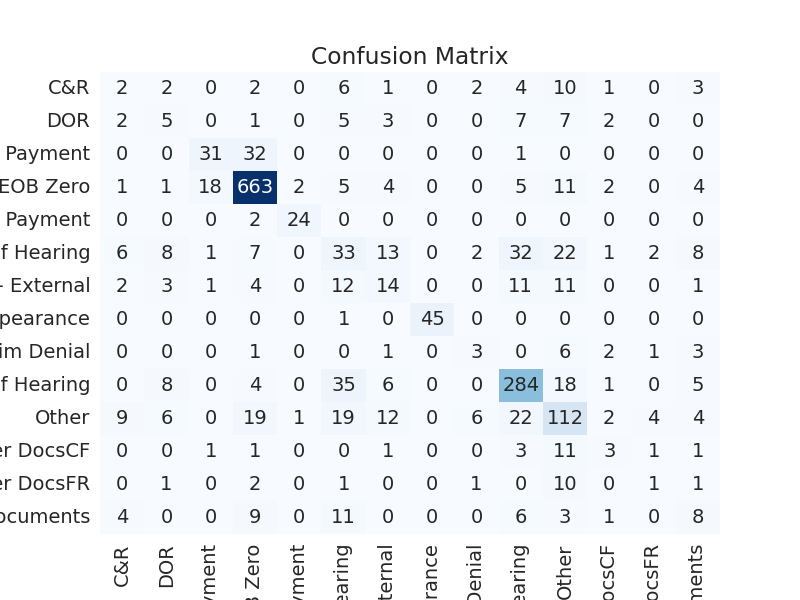 Confusion Matrix
C&R 2 2 0 2 0 6 1 0 2 4 10 1 0 3
DOR 2 5 0 1 0 5 3 0 0 7 7 2 0 0
Payment 0 0 31 32 0 0 0 0 0 1 0 0 0 0
EOB Zero 1 1 18 663 2 5 4 0 0 5 11 2 0 4
Payment 0 0 0 2 24 0 0 0 0 0 0 0 0 0
f Hearing 6 8 1 7 0 33 13 0 2 32 22 1 2 8
- External 2 3 1 4 0 12 14 0 0 11 11 0 0 1
pearance 0 0 0 0 0 1 0 45 0 0 0 0 0 0
im Denial 0 0 0 1 0 0 1 0 3 0 6 2 1 3
f Hearing 0 8 0 4 0 35 6 0 0 284 18 1 0 5
Other 9 6 0 19 1 19 12 0 6 22 112 2 4 4
er DocsCF 0 0 1 1 0 0 1 0 0 3 11 3 1 1
er DocsFR 0 1 0 2 0 1 0 0 1 0 10 0 1 1
ocuments 4 0 0 9 0 11 0 0 0 6 3 1 0 8
C&R DOR yment Zero yment earing ternal rance Denial earing Other ocsCF ocsFR ments